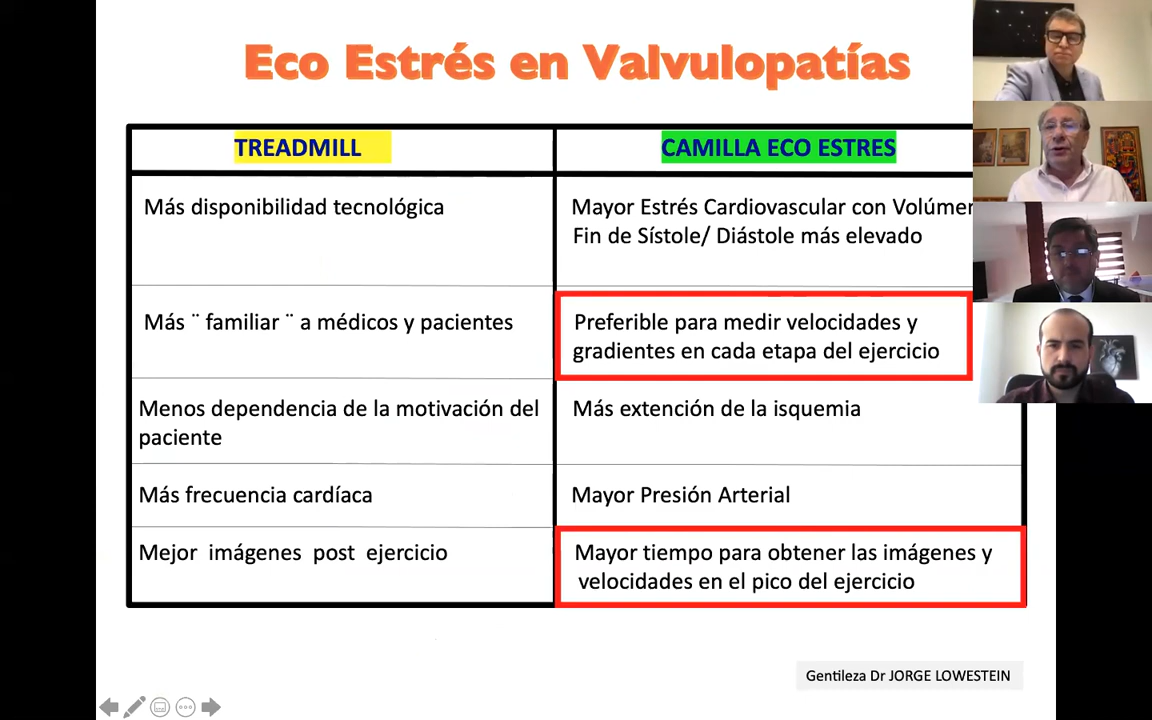 Eco Estrés en Valvulopatías
TREADMILL
CAMILLA ECO ESTRES
Más disponibilidad tecnológica
Mayor Estrés Cardiovascular con Volúmen
Fin de Sístole/ Diástole más elevado
Más ¨ familiar ¨ a médicos y pacientes
Preferible para medir velocidades y
gradientes en cada etapa del ejercicio
Menos dependencia de la motivación del
paciente
Más extención de la isquemia
Más frecuencia cardíaca
Mayor Presión Arterial
Mejor imágenes post ejercicio
Mayor tiempo para obtener las imágenes y
velocidades en el pico del ejercicio
Gentileza Dr JORGE LOWESTEIN